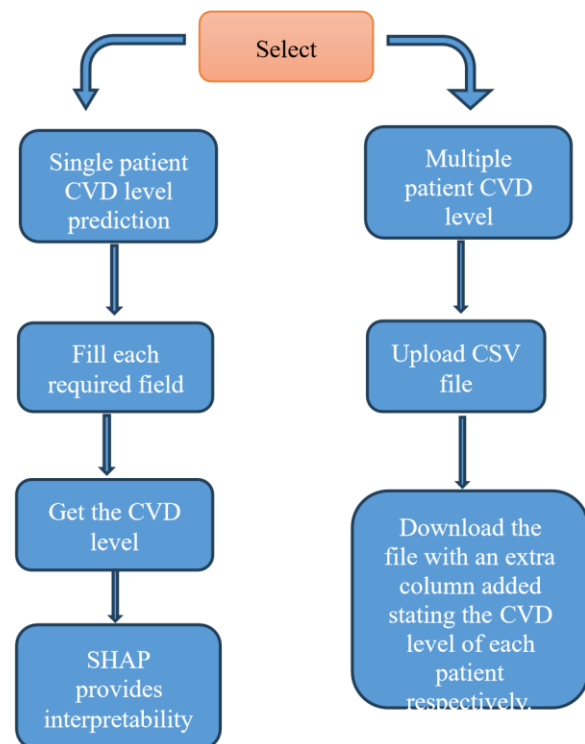 Select
Single patient
CVD level
prediction
Multiple
patient CVD
level
Fill each
required field
Upload CSV
file
Get the CVD
level
Download the
file with an extra
column added
stating the CVD
level of each
patient
respectively.
SHAP
provides
interpretability